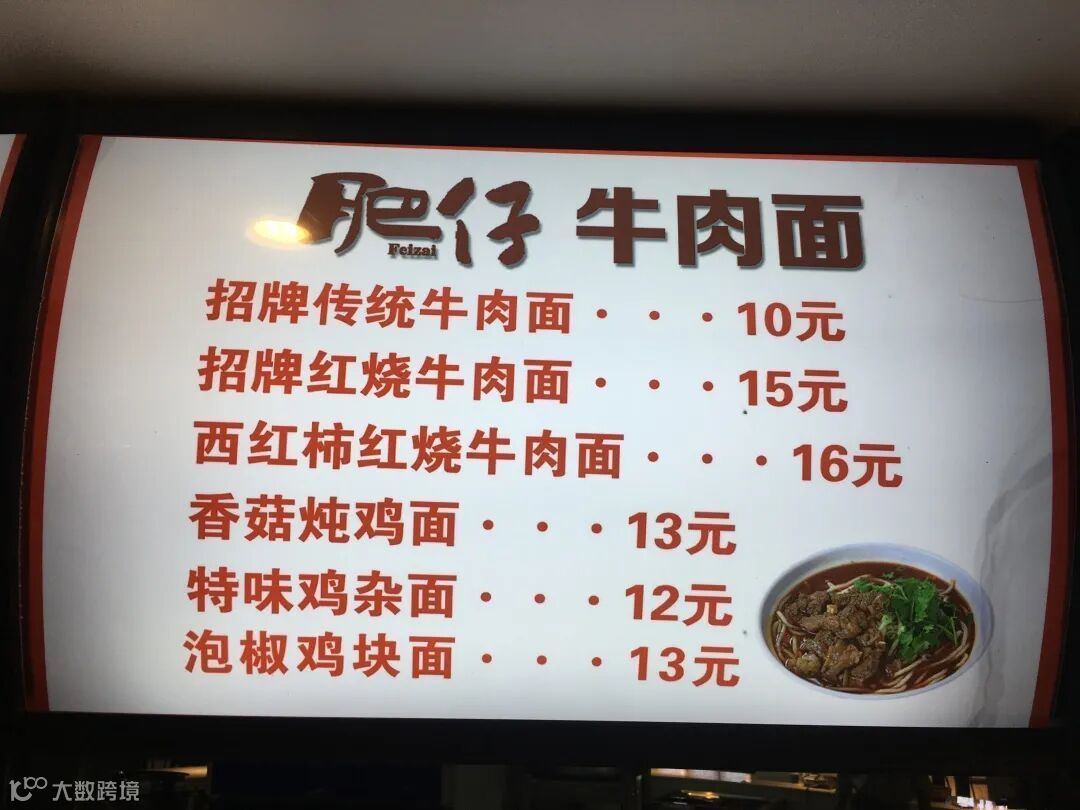 肥仔 牛肉面
Feizai
招牌传统牛肉面···10元
招牌红烧牛肉面···15元
西红柿红烧牛肉面···16元
香菇炖鸡面···13元
特味鸡杂面···12元
泡椒鸡块面···13元
大数跨境